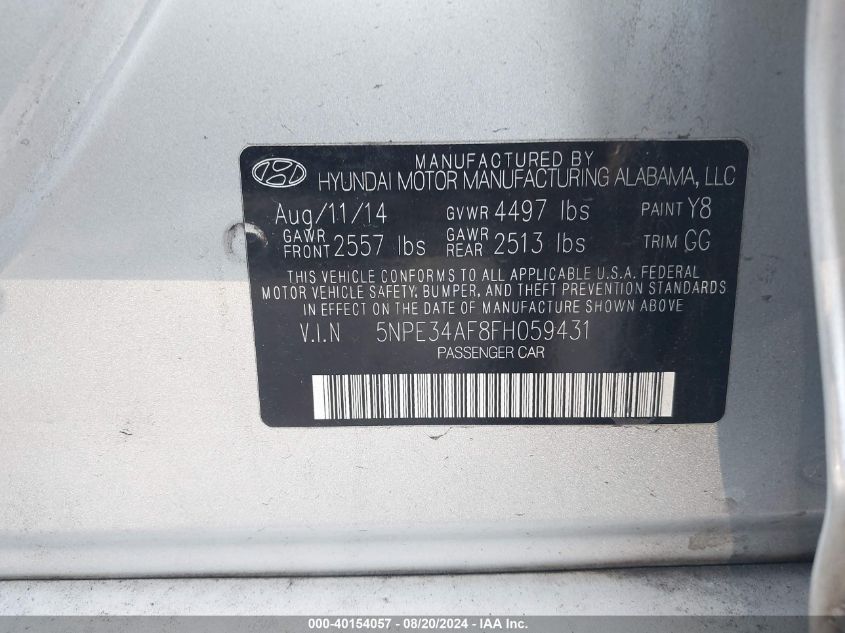 MANUFACTURED BY
HYUNDAI MOTOR MANUFACTURING ALABAMA, LLC
Aug/11/14 GVWR 4497 lbs PAINT Y8
GAWR FRONT 2557 lbs GAWR REAR 2513 lbs TRIM GG
THIS VEHICLE CONFORMS TO ALL APPLICABLE U.S.A. FEDERAL
MOTOR VEHICLE SAFETY, BUMPER, AND THEFT PREVENTION STANDARDS
IN EFFECT ON THE DATE OF MANUFACTURE SHOWN ABOVE
V.I.N 5NPE34AF8FH059431
PASSENGER CAR
000-40154057 - 08/20/2024 - Copyright IAA, Inc.